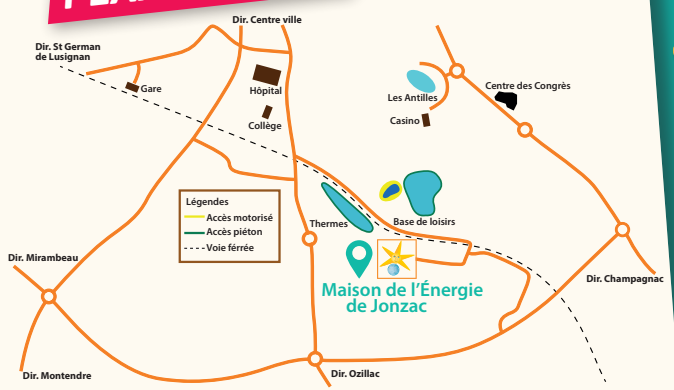 Dir. Centre ville
Dir. St German
de Lusignan
Gare
Hôpital
Collège
Les Antilles
Centre des Congrès
Casino
Légendes
Accès motorisé
Accès piéton
Voie férrée
Thermes
Base de loisirs
Dir. Mirambeau
Maison de l'Énergie
de Jonzac
Dir. Champagnac
Dir. Montendre
Dir. Ozillac